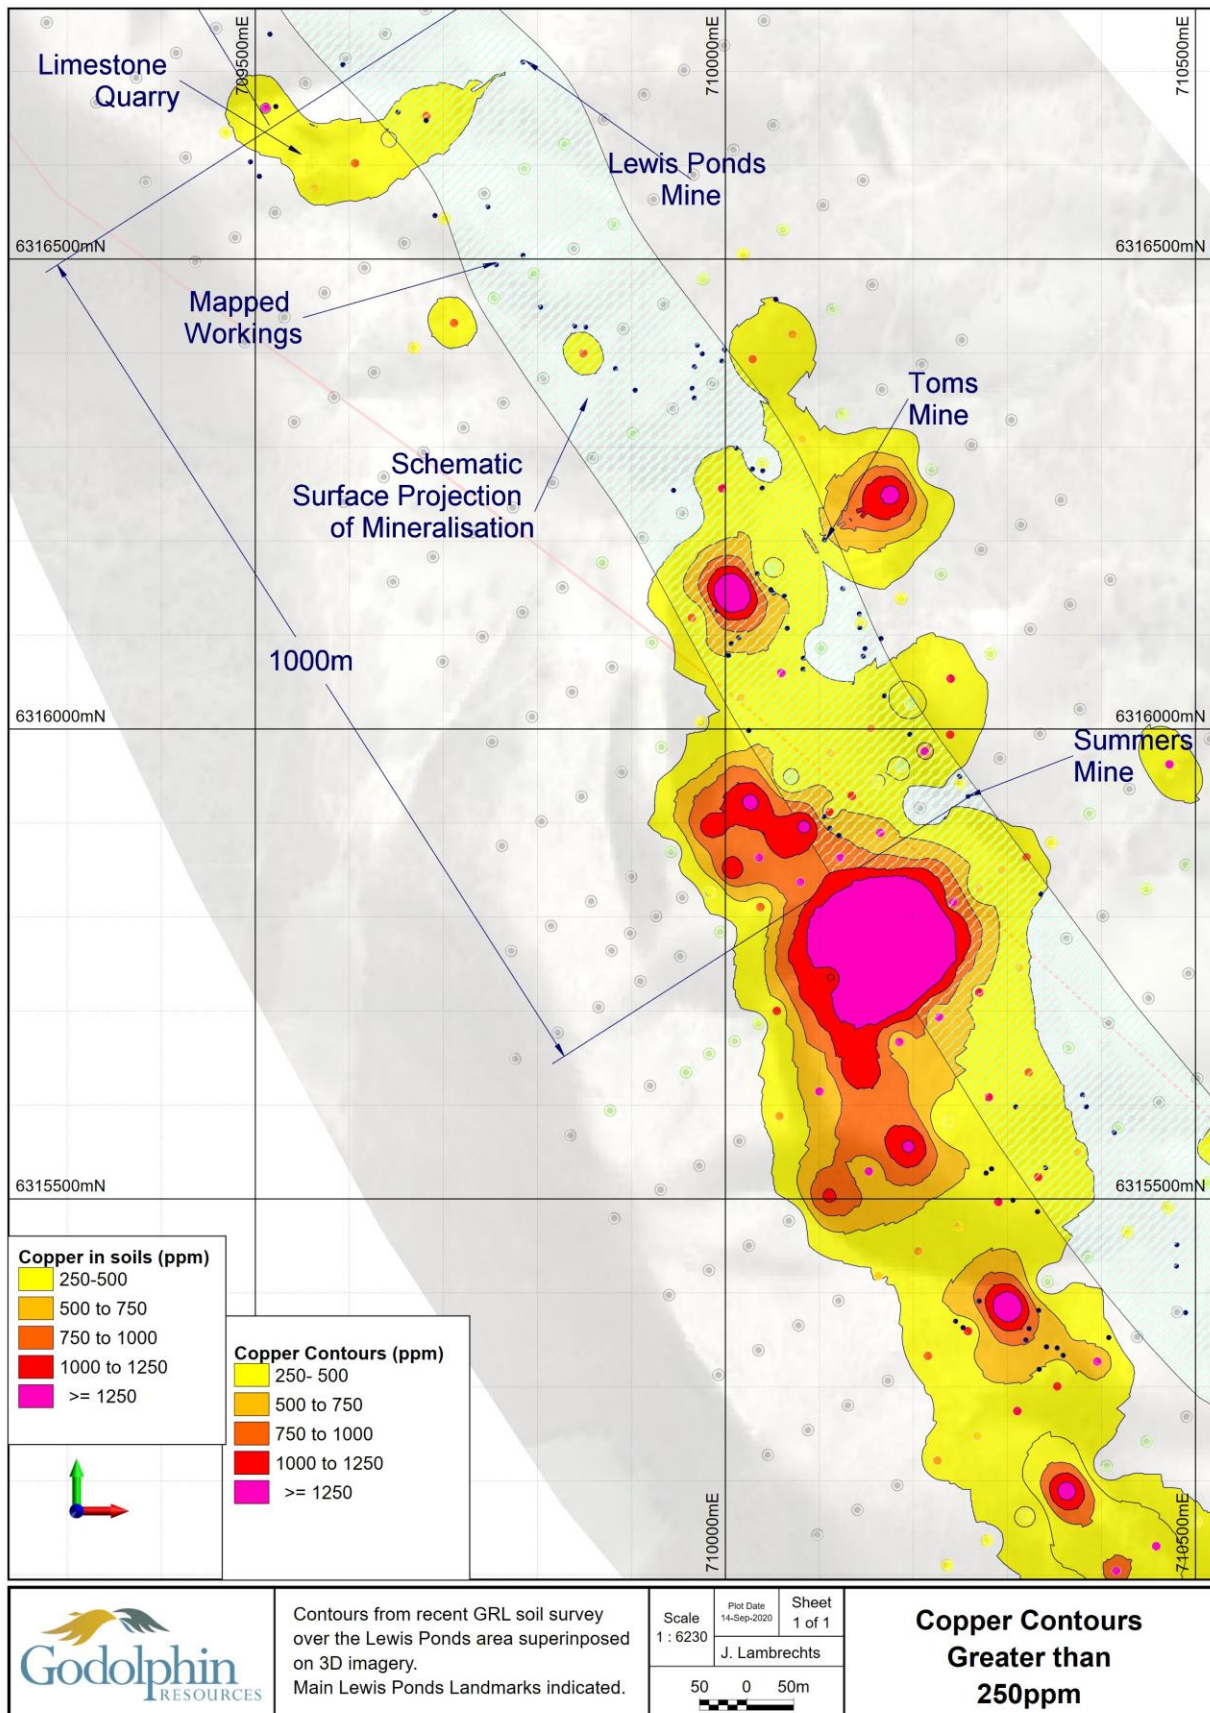 709500mE
710000mE
710500mE
Limestone
Quarry
Lewis Ponds
Mine
6316500mN
6316500mN
Mapped
Workings
Toms
Mine
Schematic
Surface Projection
of Mineralisation
1000m
6316000mN
6316000mN
Summers
Mine
6315500mN
6315500mN
Copper in soils (ppm)
250-500
500 to 750
750 to 1000
1000 to 1250
>= 1250
Copper Contours (ppm)
250- 500
500 to 750
750 to 1000
1000 to 1250
>= 1250
710000mE
710500mE
Godolphin
RESOURCES
Contours from recent GRL soil survey
over the Lewis Ponds area superinposed
on 3D imagery.
Main Lewis Ponds Landmarks indicated.
Scale
1 : 6230
Plot Date
14-Sep-2020
Sheet
1 of 1
J. Lambrechts
50 0 50m
Copper Contours
Greater than
250ppm